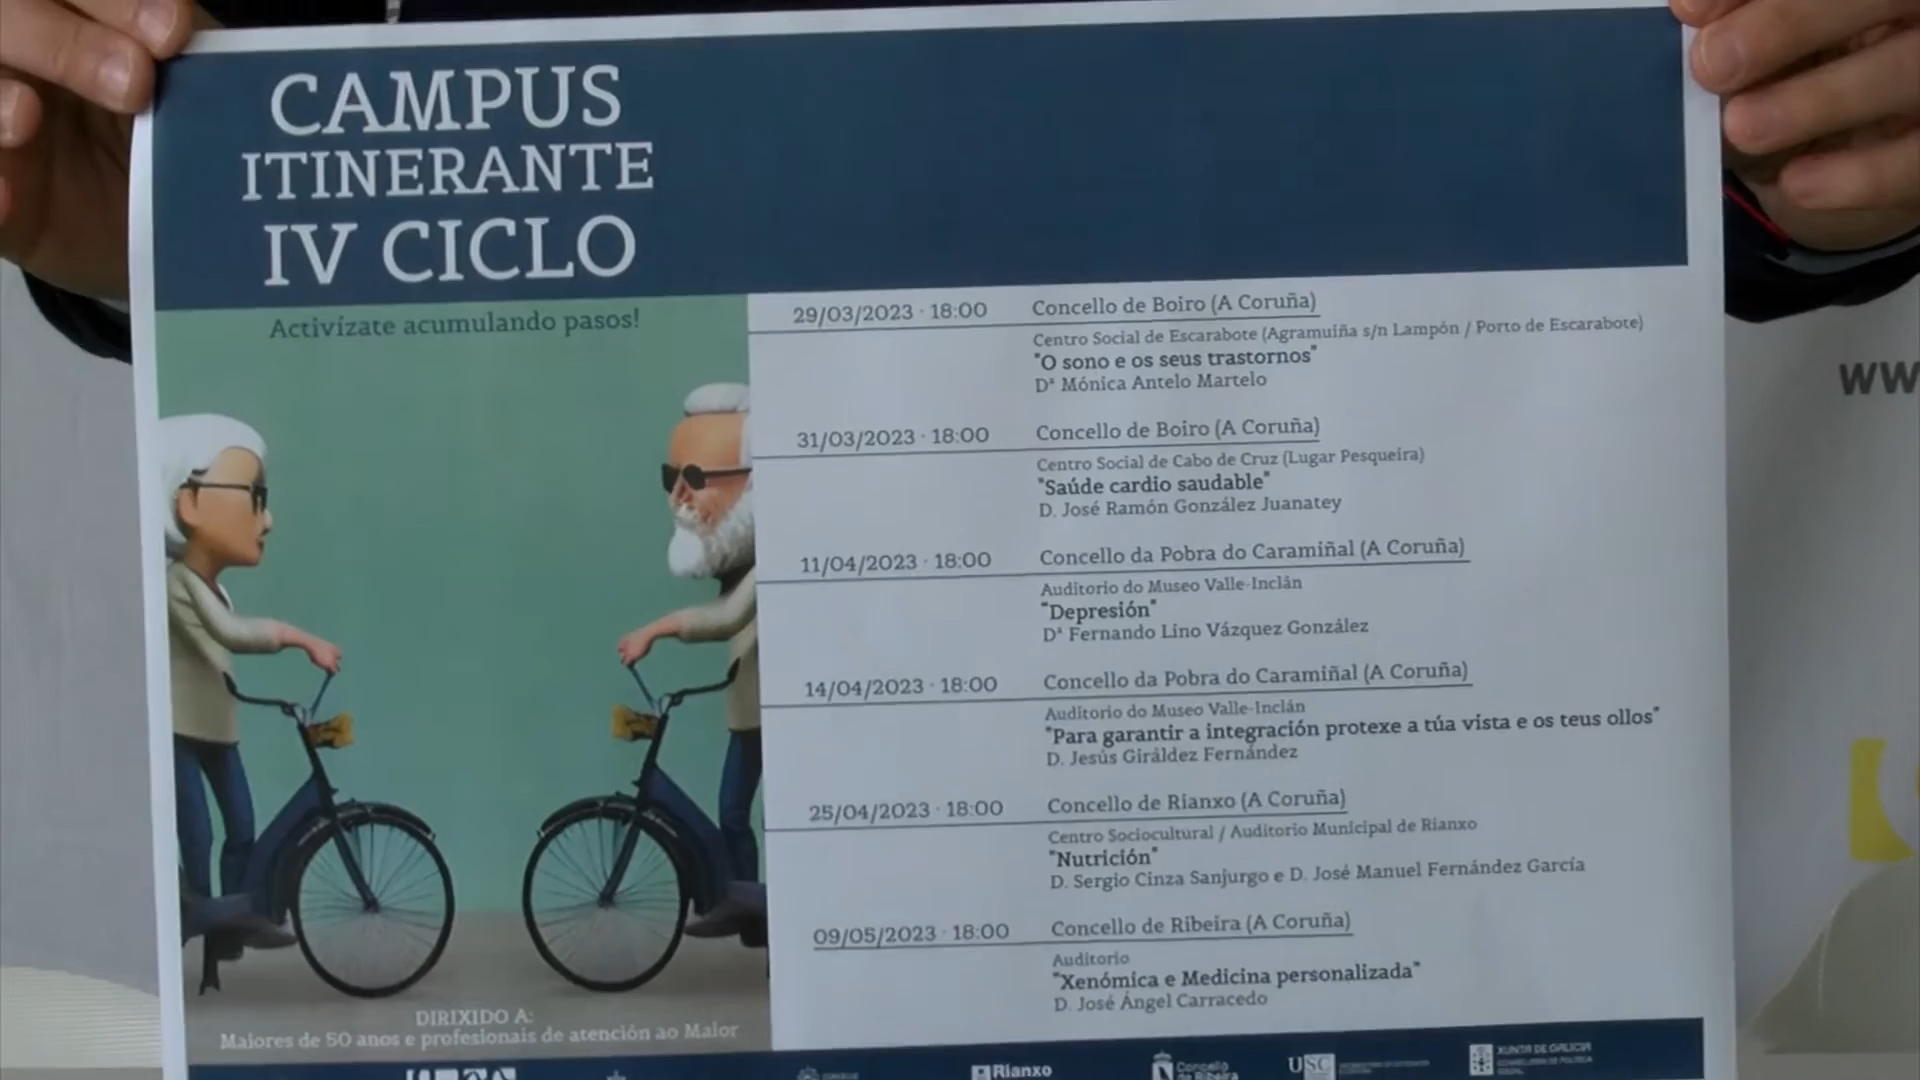 CAMPUS
ITINERANTE
IV CICLO
Activízate acumulando pasos!
29/03/2023 · 18:00 Concello de Boiro (A Coruña)
Centro Social de Escarabote (Agramuíña s/n Lampón / Porto de Escarabote)
"O sono e os seus trastornos"
Dª Mónica Antelo Martelo
31/03/2023 · 18:00 Concello de Boiro (A Coruña)
Centro Social de Cabo de Cruz (Lugar Pesqueira)
"Saúde cardio saudable"
D. José Ramón González Juanatey
11/04/2023 · 18:00 Concello da Pobra do Caramiñal (A Coruña)
Auditorio do Museo Valle-Inclán
"Depresión"
Dª Fernando Lino Vázquez González
14/04/2023 · 18:00 Concello da Pobra do Caramiñal (A Coruña)
Auditorio do Museo Valle-Inclán
"Para garantir a integración protexe a túa vista e os teus ollos"
D. Jesús Giráldez Fernández
25/04/2023 · 18:00 Concello de Rianxo (A Coruña)
Centro Sociocultural / Auditorio Municipal de Rianxo
"Nutrición"
D. Sergio Cinza Sanjurgo e D. José Manuel Fernández García
09/05/2023 · 18:00 Concello de Ribeira (A Coruña)
Auditorio
"Xenómica e Medicina personalizada"
D. José Ángel Carracedo
DIRIXIDO A:
Maiores de 50 anos e profesionais de atención ao Maior
Rianxo
Concello
de Ribeira
USC
XUNTA DE GALICIA
ww